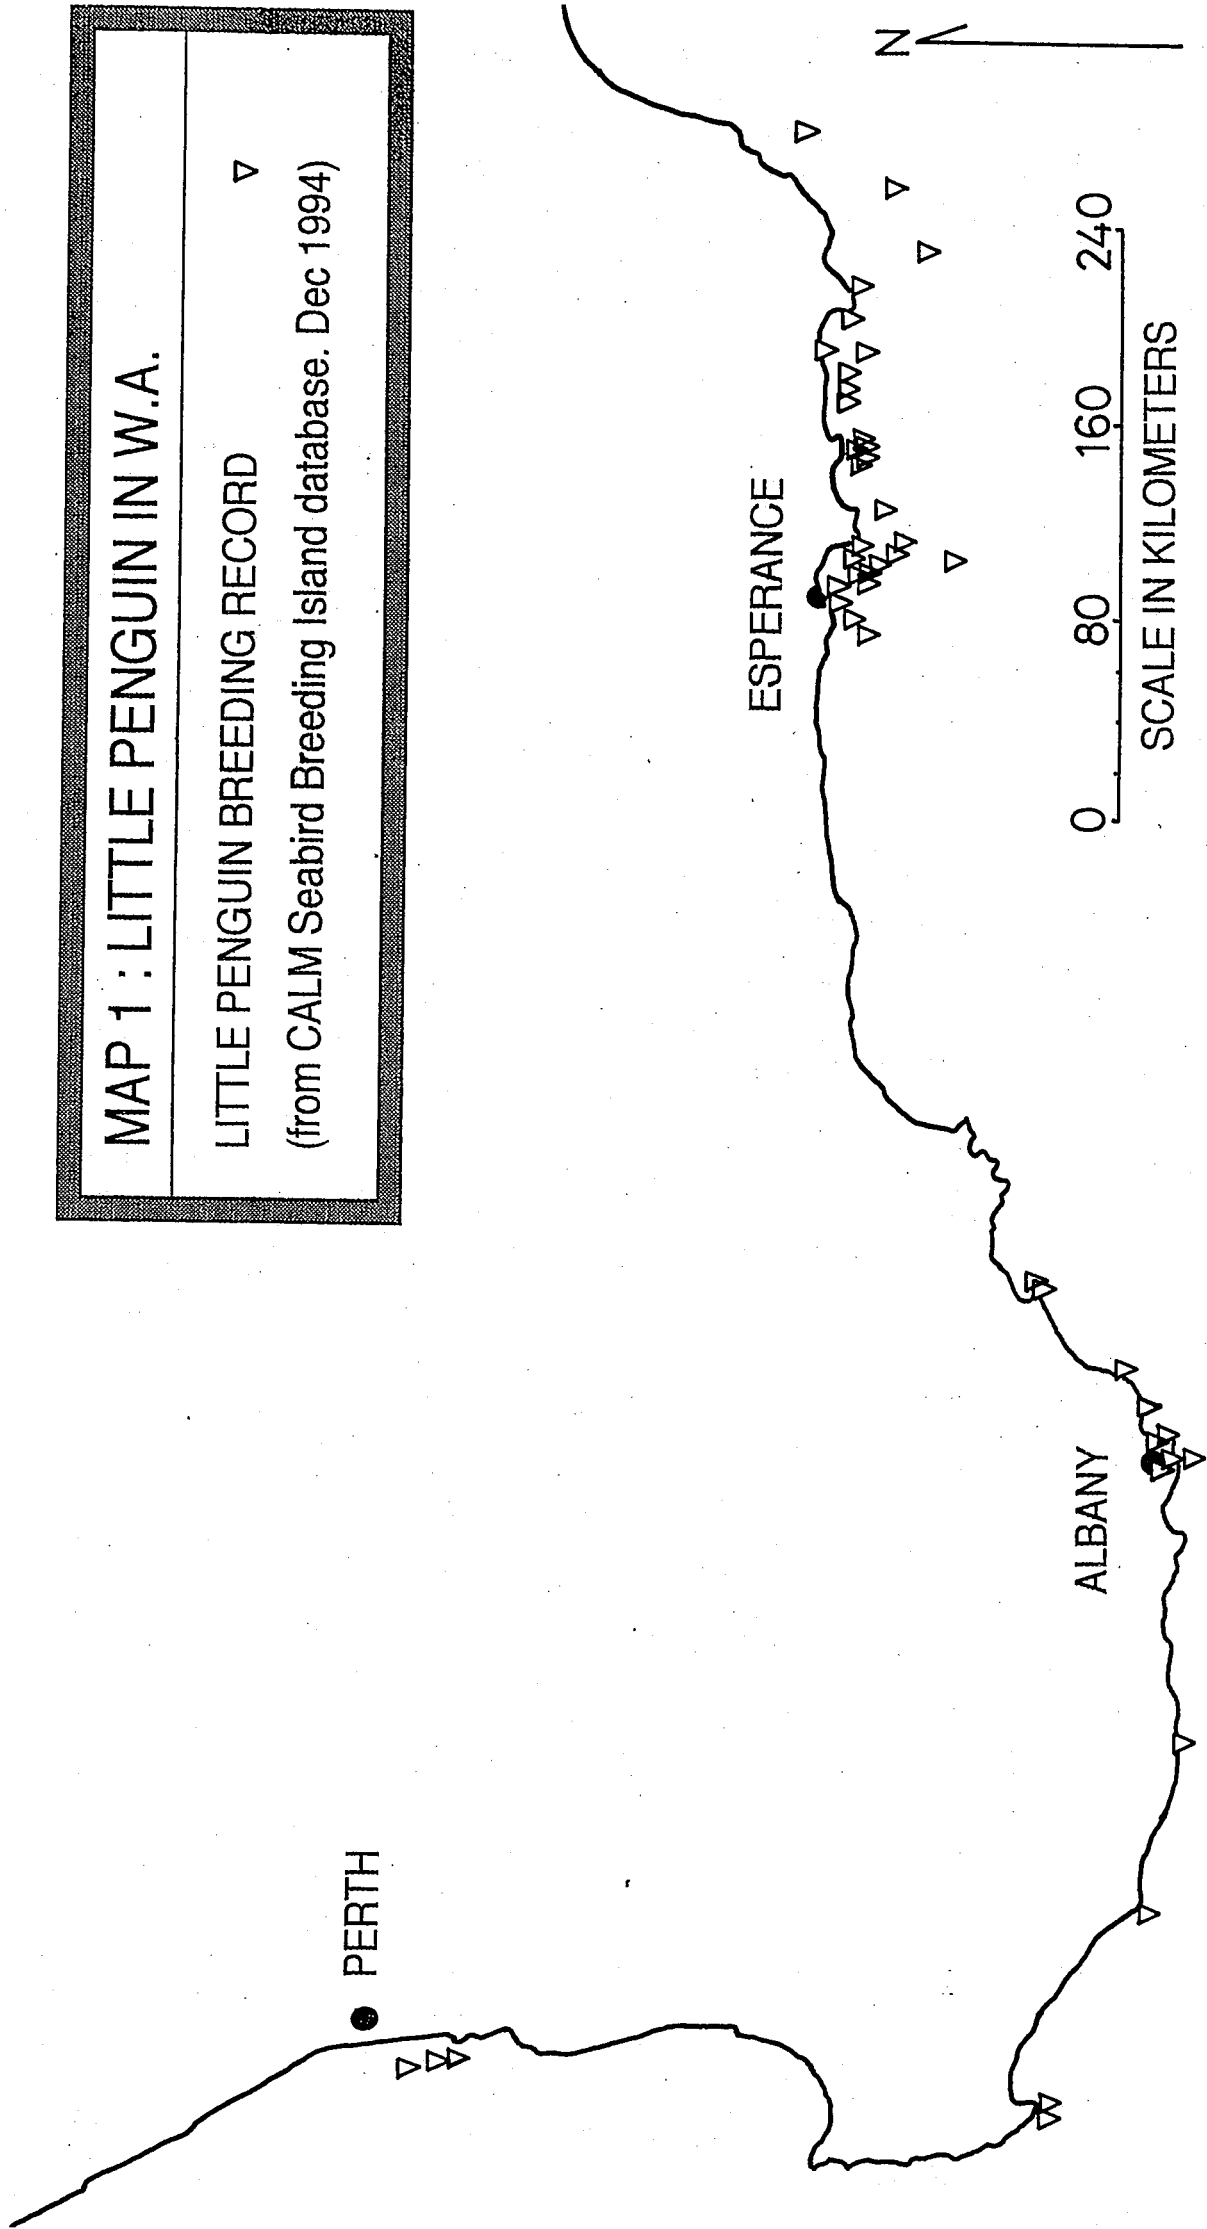 MAP 1 : LITTLE PENGUIN IN W.A.
LITTLE PENGUIN BREEDING RECORD
(from CALM Seabird Breeding Island database. Dec 1994)
PERTH
ALBANY
ESPERANCE
N
0 80 160 240
SCALE IN KILOMETERS